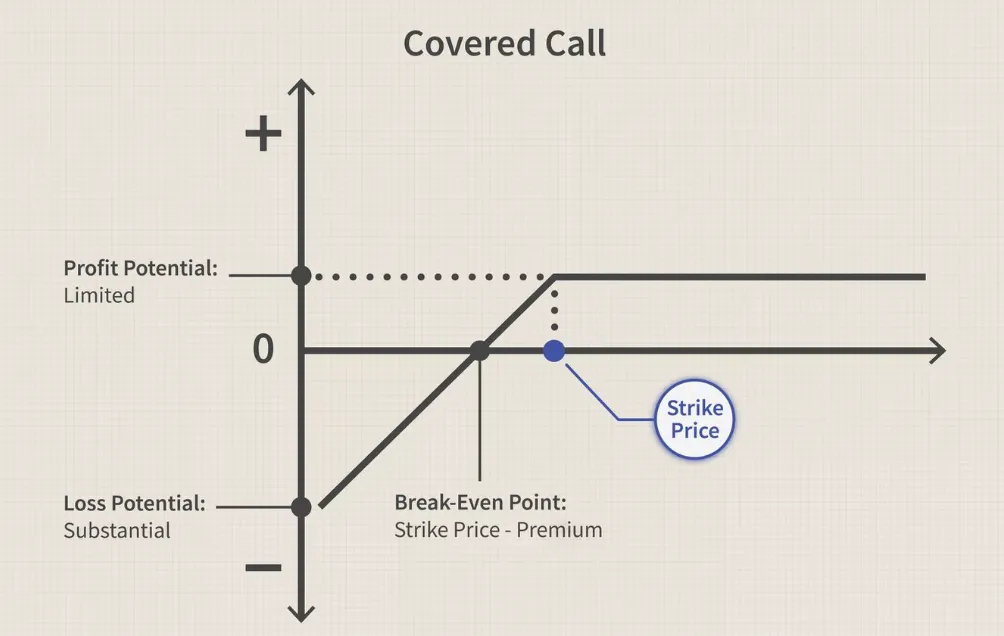 Covered Call
+
Profit Potential:
Limited
0
Strike
Price
Loss Potential:
Substantial
Break-Even Point:
Strike Price - Premium
−